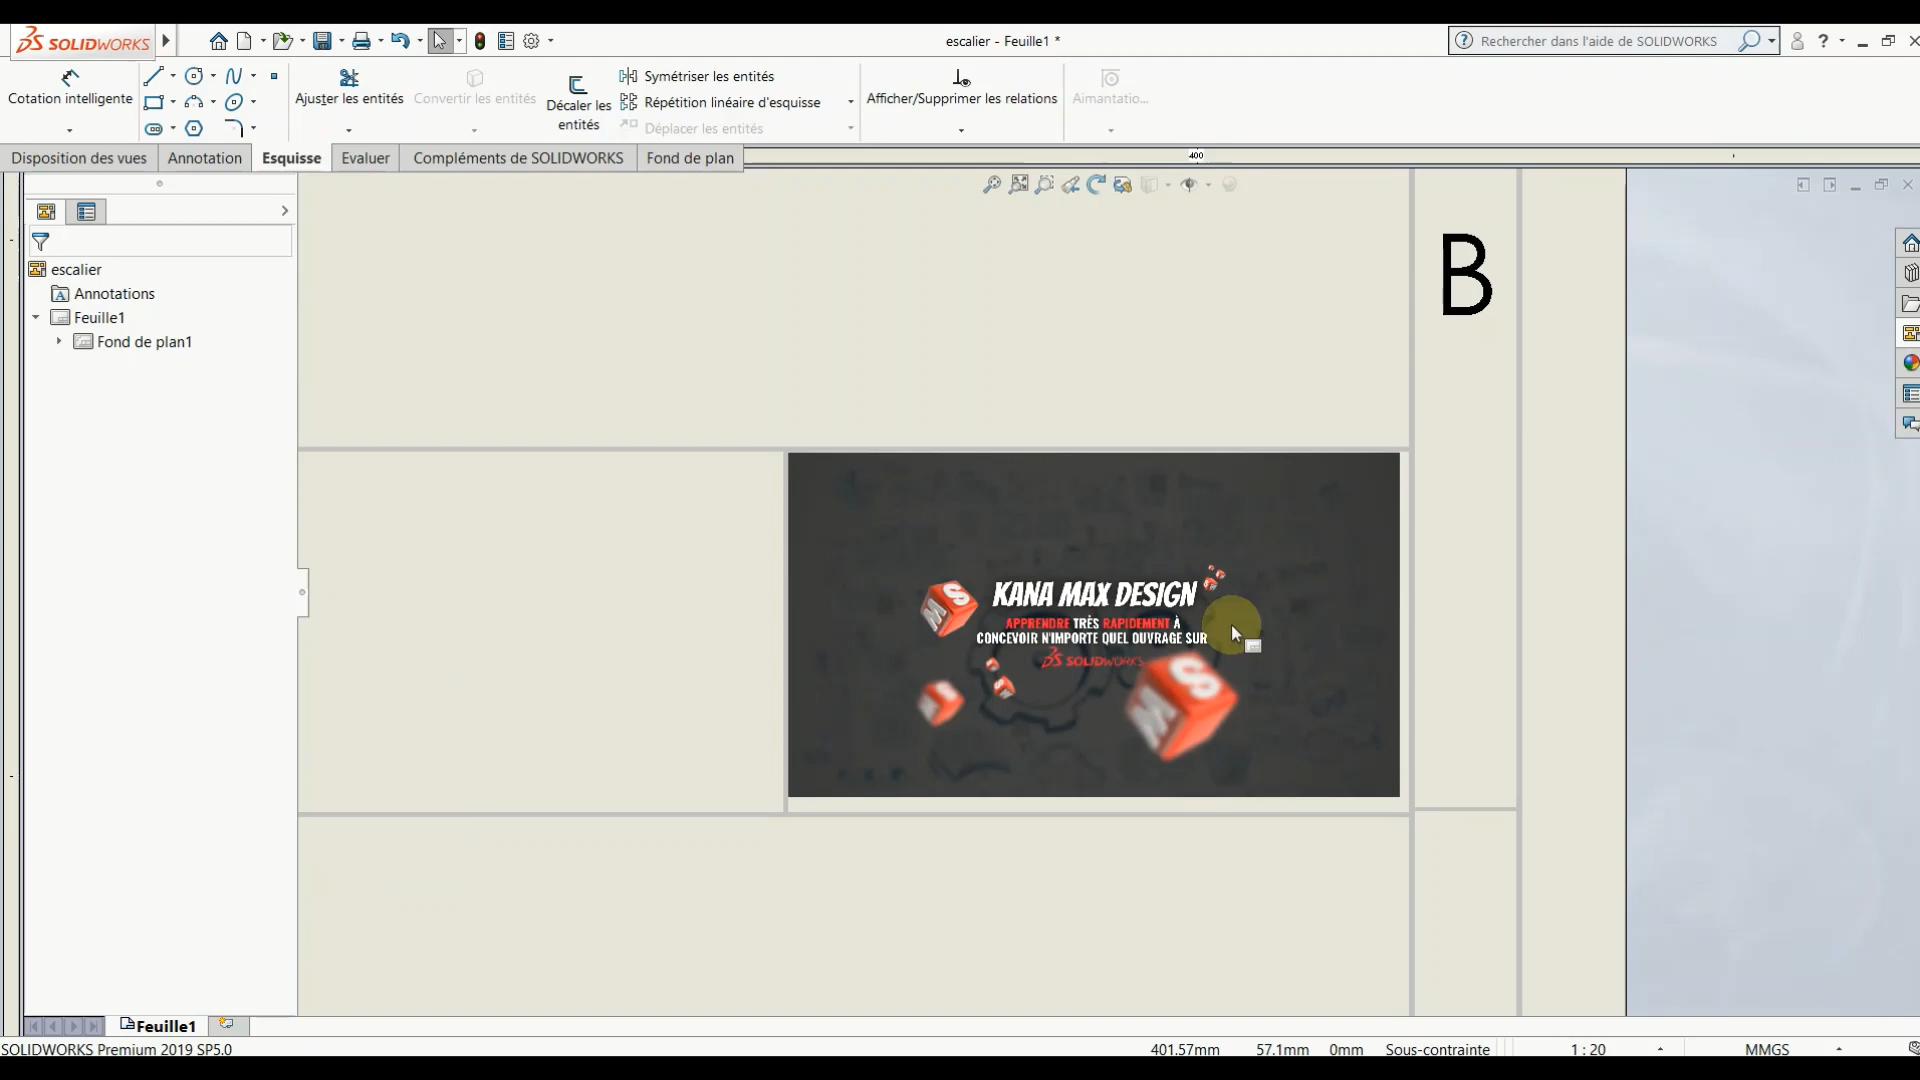 SOLIDWORKS
escalier - Feuille1 *
Rechercher dans l'aide de SOLIDWORKS
Cotation intelligente
Ajuster les entités
Convertir les entités
Décaler les
entités
Symétriser les entités
Répétition linéaire d'esquisse
Déplacer les entités
Afficher/Supprimer les relations
Aimantatio...
Disposition des vues
Annotation
Esquisse
Evaluer
Compléments de SOLIDWORKS
Fond de plan
400
escalier
Annotations
Feuille1
Fond de plan1
B
KANA MAX DESIGN
APPRENDRE TRÈS RAPIDEMENT À
CONCEVOIR N'IMPORTE QUEL OUVRAGE SUR
SOLIDWORKS
M S
M S
Feuille1
SOLIDWORKS Premium 2019 SP5.0
401.57mm
57.1mm
0mm
Sous-contrainte
1 : 20
MMGS